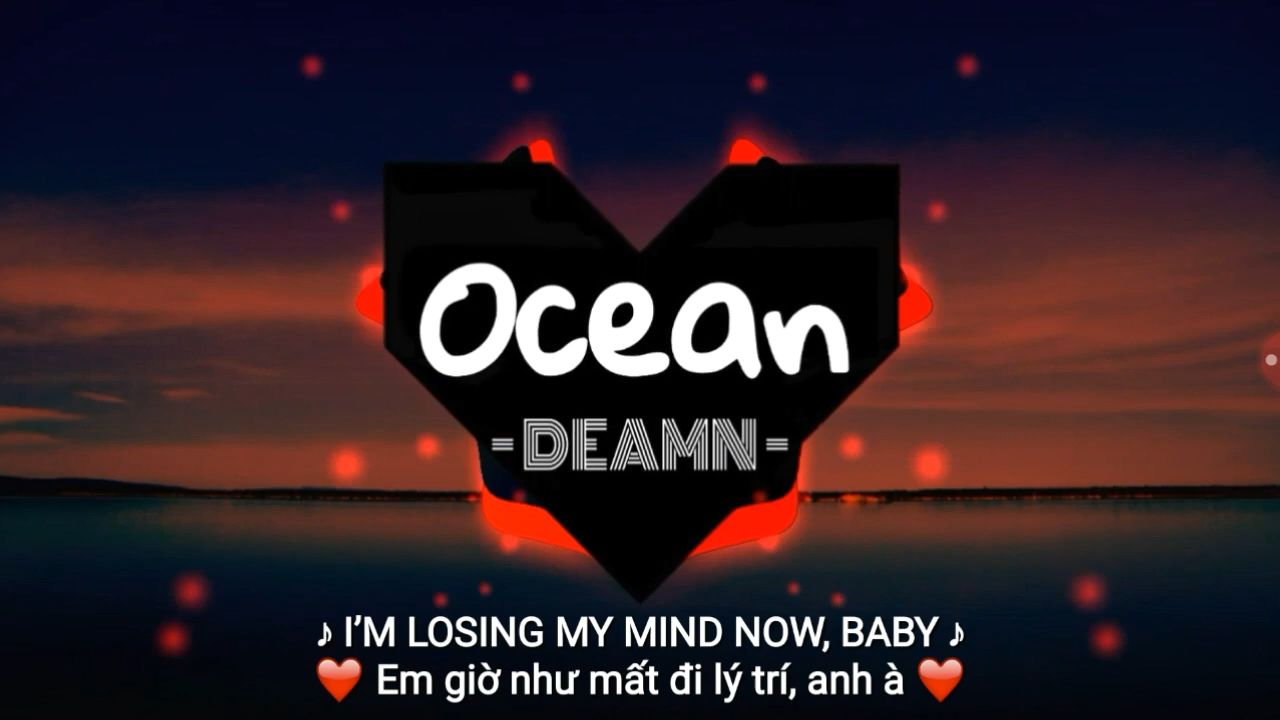 Ocean
-DEAMN-
♪ I’M LOSING MY MIND NOW, BABY ♪
❤️ Em giờ như mất đi lý trí, anh à ❤️